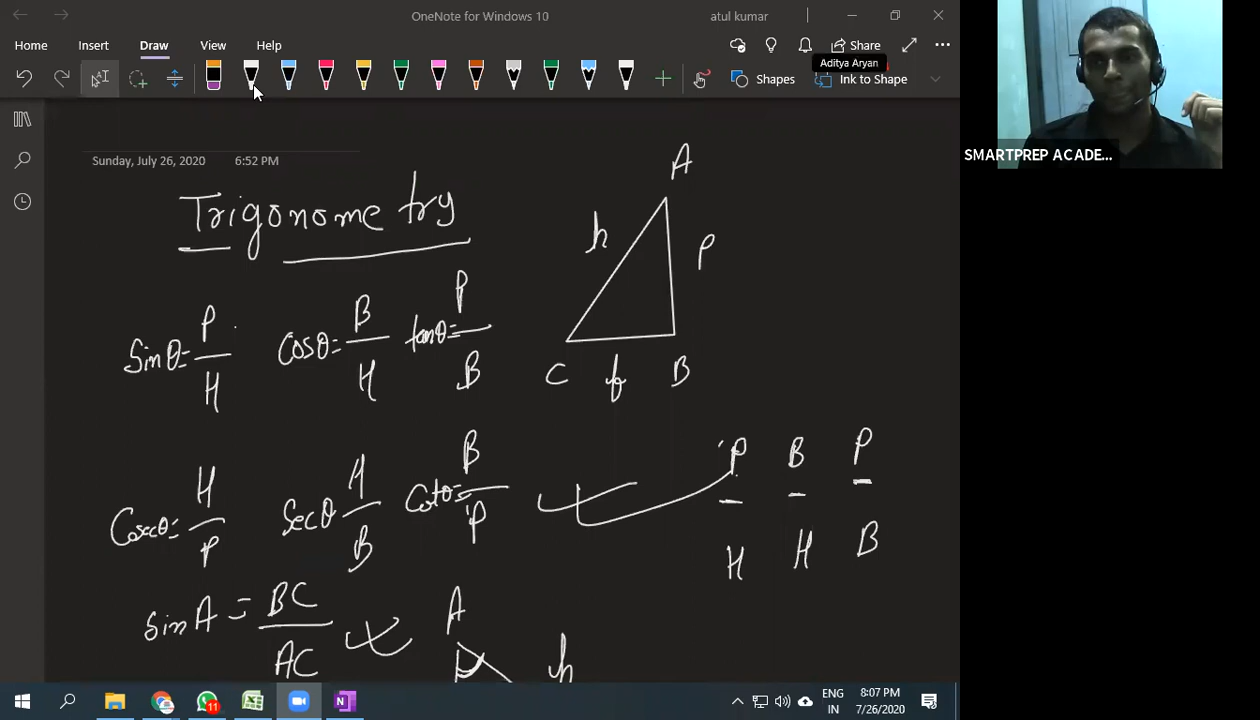 OneNote for Windows 10
atul kumar
Home Insert Draw View Help
Share
Aditya Aryan
Shapes
Ink to Shape
SMARTPREP ACADE...
Sunday, July 26, 2020 6:52 PM
Trigonometry
A
h
P
C b B
Sinθ= P/H Cosθ= B/H tanθ= P/B
Cosecθ= H/P Secθ H/B Cotθ= B/P
P B P
H H B
sinA = BC/AC
A
h
11
ENG
IN
8:07 PM
7/26/2020